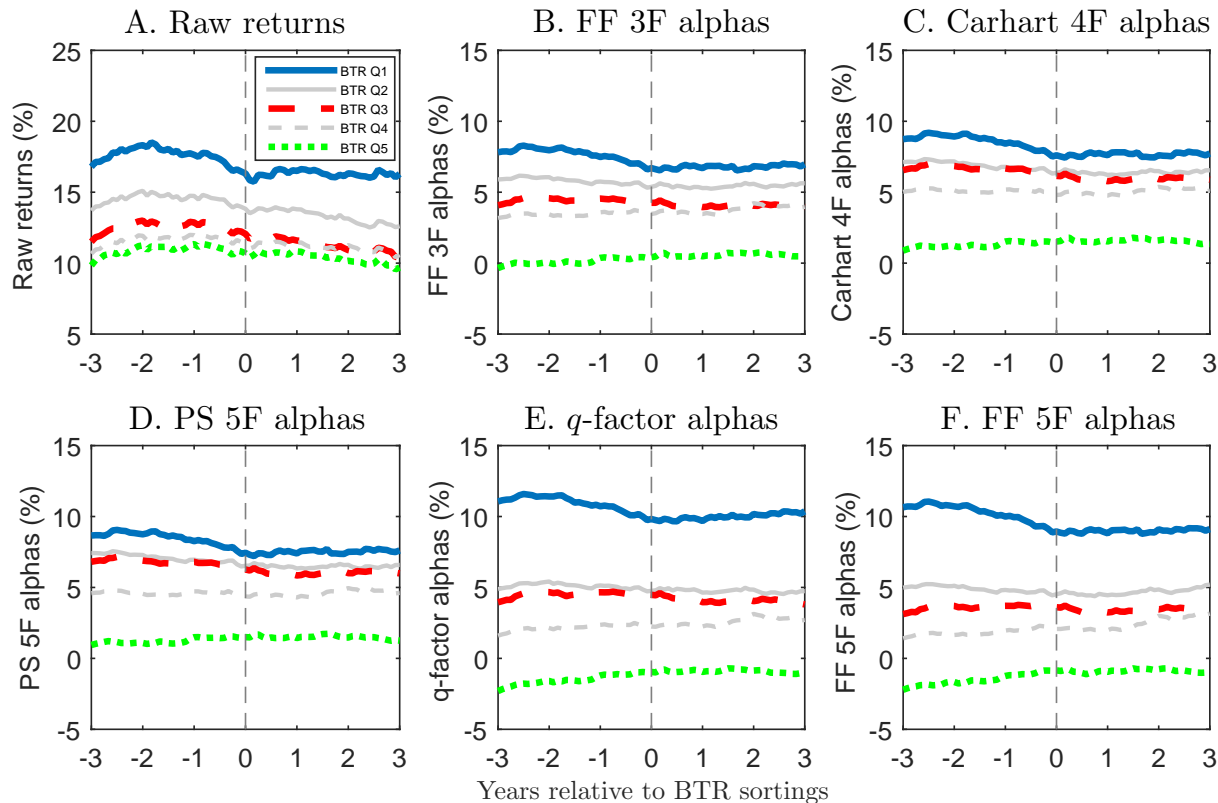 A. Raw returns
B. FF 3F alphas
C. Carhart 4F alphas
Raw returns (%)
25
20
15
10
5
-3 -2 -1 0 1 2 3
BTR Q1
BTR Q2
BTR Q3
BTR Q4
BTR Q5
FF 3F alphas (%)
15
10
5
0
-5
-3 -2 -1 0 1 2 3
Carhart 4F alphas (%)
15
10
5
0
-5
-3 -2 -1 0 1 2 3
D. PS 5F alphas
E. q-factor alphas
F. FF 5F alphas
PS 5F alphas (%)
15
10
5
0
-5
-3 -2 -1 0 1 2 3
q-factor alphas (%)
15
10
5
0
-5
-3 -2 -1 0 1 2 3
FF 5F alphas (%)
15
10
5
0
-5
-3 -2 -1 0 1 2 3
Years relative to BTR sortings